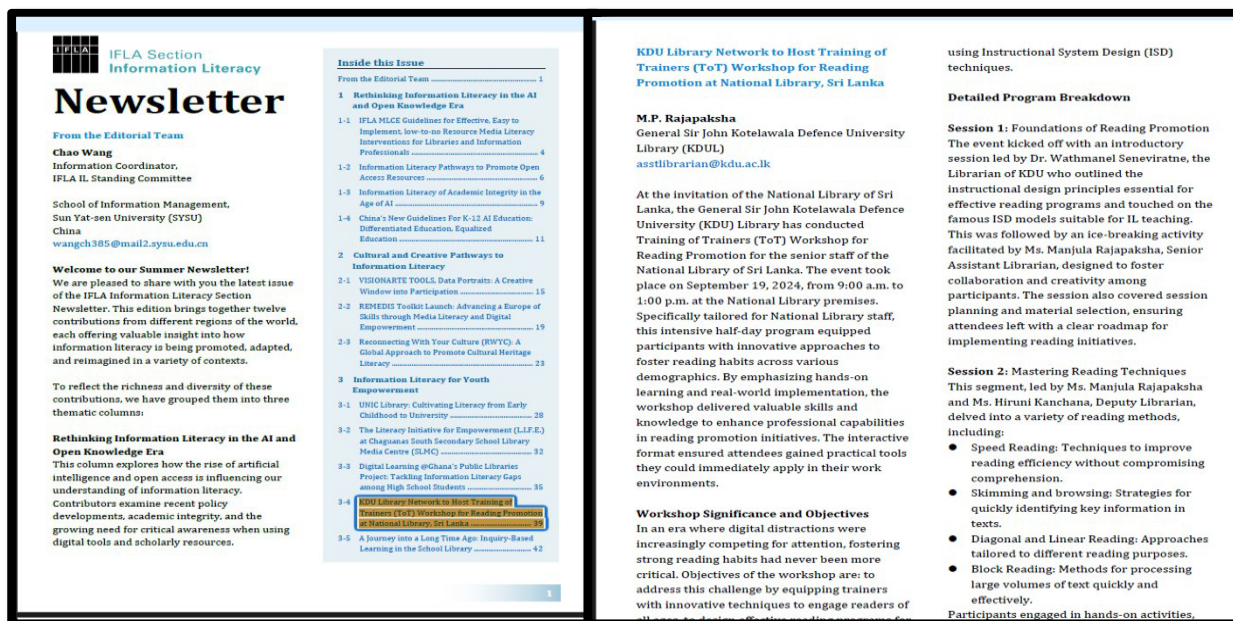 IFLA
IFLA Section
Information Literacy
Newsletter
From the Editorial Team
Chao Wang
Information Coordinator,
IFLA IL Standing Committee
School of Information Management,
Sun Yat-sen University (SYSU)
China
wangch385@mail2.sysu.edu.cn
Welcome to our Summer Newsletter!
We are pleased to share with you the latest issue
of the IFLA Information Literacy Section
Newsletter. This edition brings together twelve
contributions from different regions of the world,
each offering valuable insight into how
information literacy is being promoted, adapted,
and reimagined in a variety of contexts.
To reflect the richness and diversity of these
contributions, we have grouped them into three
thematic columns:
Rethinking Information Literacy in the AI and
Open Knowledge Era
This column explores how the rise of artificial
intelligence and open access is influencing our
understanding of information literacy.
Contributors examine recent policy
developments, academic integrity, and the
growing need for critical awareness when using
digital tools and scholarly resources.
Inside this Issue
From the Editorial Team ........ 1
1 Rethinking Information Literacy in the AI
and Open Knowledge Era
1-1 IFLA MLCE Guidelines for Effective, Easy to
Implement, low-to-no Resource Media Literacy
Interventions for Libraries and Information
Professionals ........ 4
1-2 Information Literacy Pathways to Promote Open
Access Resources ........ 6
1-3 Information Literacy of Academic Integrity in the
Age of AI ........ 9
1-4 China's New Guidelines For K-12 AI Education:
Differentiated Education, Equalized
Education ........ 11
2 Cultural and Creative Pathways to
Information Literacy
2-1 VISIONARTE TOOLS, Data Portraits: A Creative
Window into Participation ........ 15
2-2 REMEDIS Toolkit Launch: Advancing a Europe of
Skills through Media Literacy and Digital
Empowerment ........ 19
2-3 Reconnecting With Your Culture (RWYC): A
Global Approach to Promote Cultural Heritage
Literacy ........ 23
3 Information Literacy for Youth
Empowerment
3-1 UNIC Library: Cultivating Literacy from Early
Childhood to University ........ 28
3-2 The Literacy Initiative for Empowerment (L.I.F.E.)
at Chaguanas South Secondary School Library
Media Centre (SLMC) ........ 32
3-3 Digital Learning @Ghana's Public Libraries
Project: Tackling Information Literacy Gaps
among High School Students ........ 35
3-4 KDU Library Network to Host Training of
Trainers (ToT) Workshop for Reading Promotion
at National Library, Sri Lanka ........ 39
3-5 A Journey into a Long Time Ago: Inquiry-Based
Learning in the School Library ........ 42
1
KDU Library Network to Host Training of
Trainers (ToT) Workshop for Reading
Promotion at National Library, Sri Lanka
M.P. Rajapaksha
General Sir John Kotelawala Defence University
Library (KDUL)
asstlibrarian@kdu.ac.lk
At the invitation of the National Library of Sri
Lanka, the General Sir John Kotelawala Defence
University (KDU) Library has conducted
Training of Trainers (ToT) Workshop for
Reading Promotion for the senior staff of the
National Library of Sri Lanka. The event took
place on September 19, 2024, from 9:00 a.m. to
1:00 p.m. at the National Library premises.
Specifically tailored for National Library staff,
this intensive half-day program equipped
participants with innovative approaches to
foster reading habits across various
demographics. By emphasizing hands-on
learning and real-world implementation, the
workshop delivered valuable skills and
knowledge to enhance professional capabilities
in reading promotion initiatives. The interactive
format ensured attendees gained practical tools
they could immediately apply in their work
environments.
Workshop Significance and Objectives
In an era where digital distractions were
increasingly competing for attention, fostering
strong reading habits had never been more
critical. Objectives of the workshop are: to
address this challenge by equipping trainers
with innovative techniques to engage readers of
all ages, to design effective reading programs for
using Instructional System Design (ISD)
techniques.
Detailed Program Breakdown
Session 1: Foundations of Reading Promotion
The event kicked off with an introductory
session led by Dr. Wathmanel Seneviratne, the
Librarian of KDU who outlined the
instructional design principles essential for
effective reading programs and touched on the
famous ISD models suitable for IL teaching.
This was followed by an ice-breaking activity
facilitated by Ms. Manjula Rajapaksha, Senior
Assistant Librarian, designed to foster
collaboration and creativity among
participants. The session also covered session
planning and material selection, ensuring
attendees left with a clear roadmap for
implementing reading initiatives.
Session 2: Mastering Reading Techniques
This segment, led by Ms. Manjula Rajapaksha
and Ms. Hiruni Kanchana, Deputy Librarian,
delved into a variety of reading methods,
including:
● Speed Reading: Techniques to improve
reading efficiency without compromising
comprehension.
● Skimming and browsing: Strategies for
quickly identifying key information in
texts.
● Diagonal and Linear Reading: Approaches
tailored to different reading purposes.
● Block Reading: Methods for processing
large volumes of text quickly and
effectively.
Participants engaged in hands-on activities,